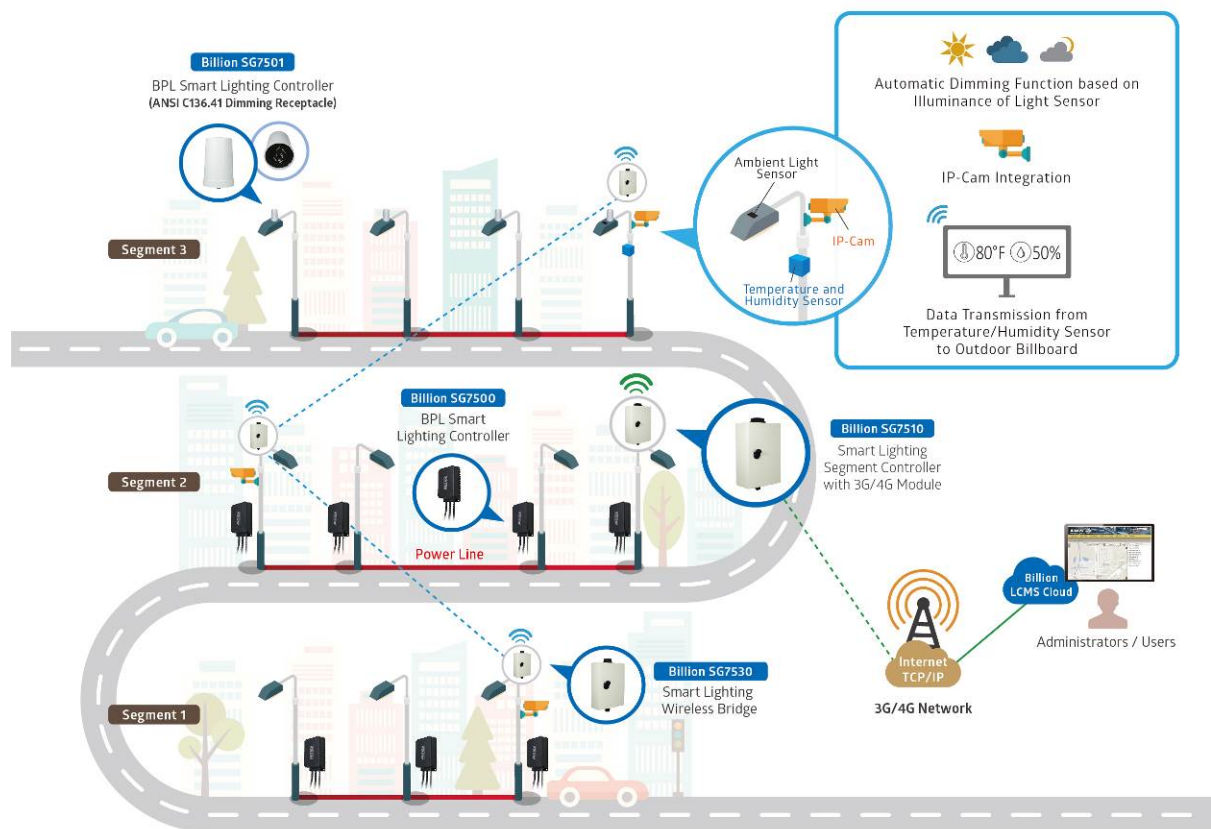 Billion SG7501
BPL Smart Lighting Controller
(ANSI C136.41 Dimming Receptacle)
Segment 3
Ambient Light
Sensor
IP-Cam
Temperature and
Humidity Sensor
Automatic Dimming Function based on
Illuminance of Light Sensor
IP-Cam Integration
80°F 50%
Data Transmission from
Temperature/Humidity Sensor
to Outdoor Billboard
Segment 2
Billion SG7500
BPL Smart
Lighting Controller
Power Line
Billion SG7510
Smart Lighting
Segment Controller
with 3G/4G Module
Billion
LCMS Cloud
Administrators / Users
Internet
TCP/IP
3G/4G Network
Segment 1
Billion SG7530
Smart Lighting
Wireless Bridge